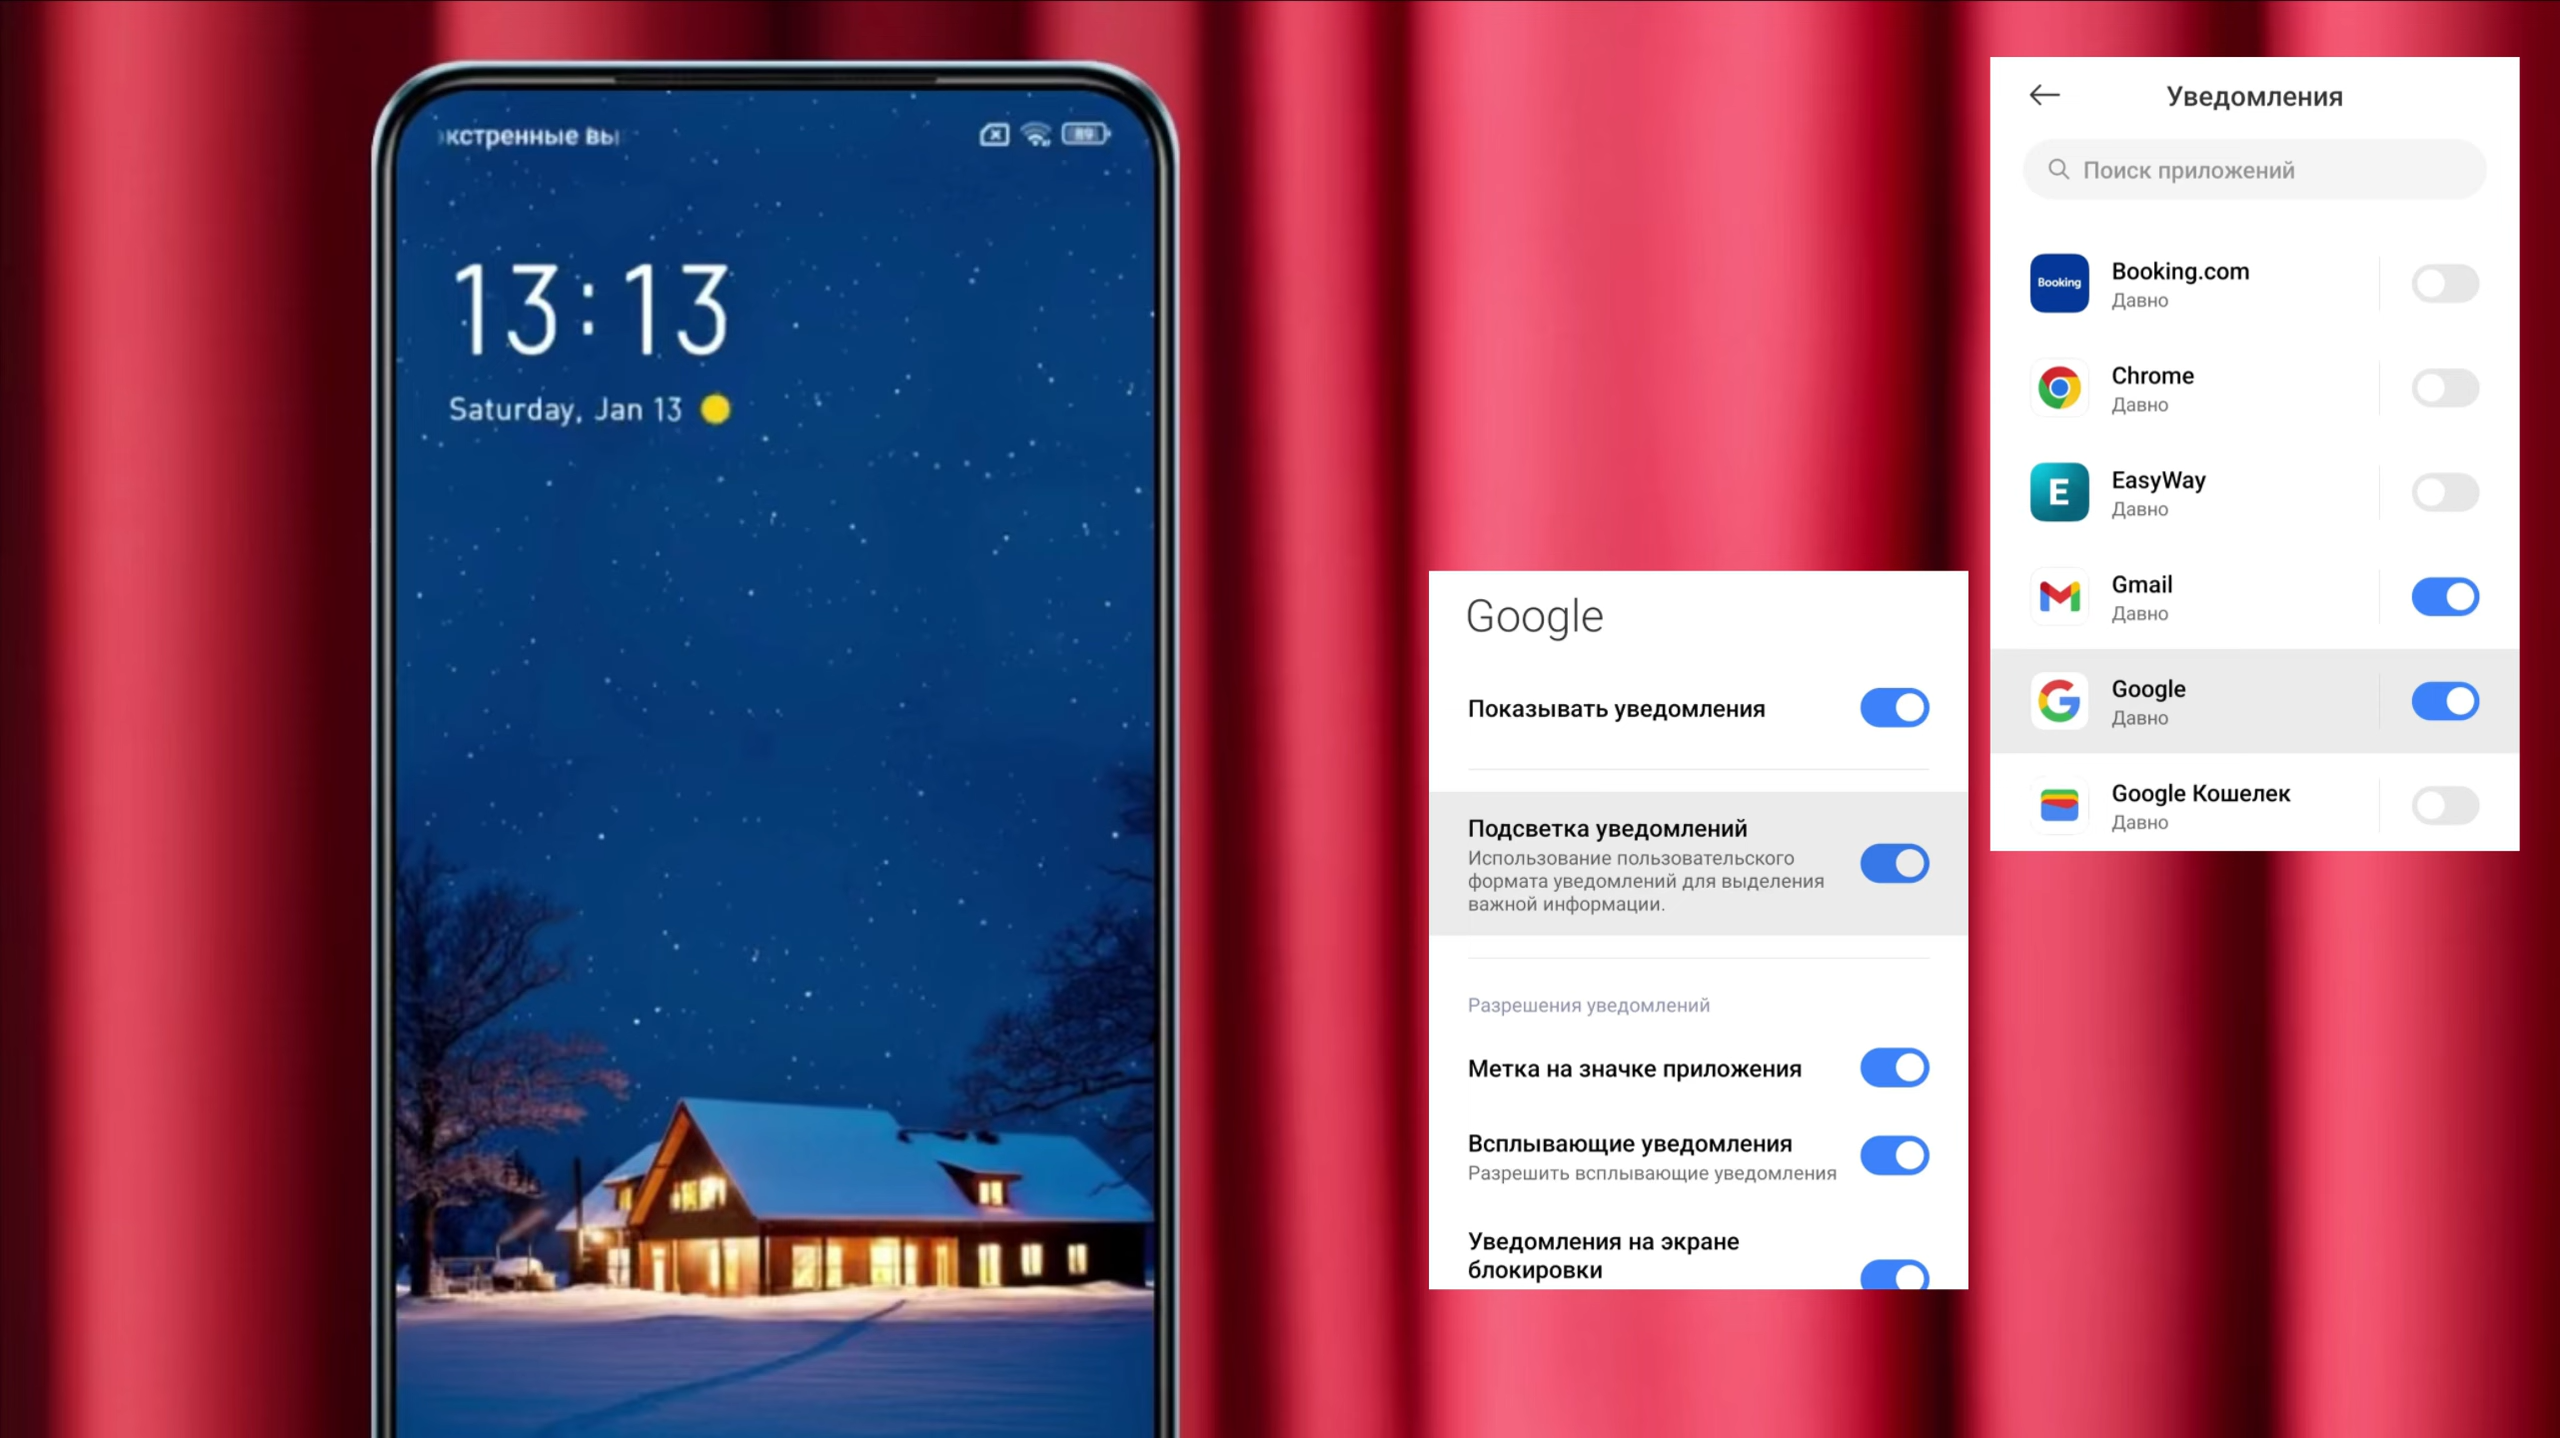 кстренные вы
89
13:13
Saturday, Jan 13
Google
Показывать уведомления
Подсветка уведомлений
Использование пользовательского
формата уведомлений для выделения
важной информации.
Разрешения уведомлений
Метка на значке приложения
Всплывающие уведомления
Разрешить всплывающие уведомления
Уведомления на экране
блокировки
Уведомления
Поиск приложений
Booking
Booking.com
Давно
Chrome
Давно
E
EasyWay
Давно
Gmail
Давно
Google
Давно
Google Кошелек
Давно